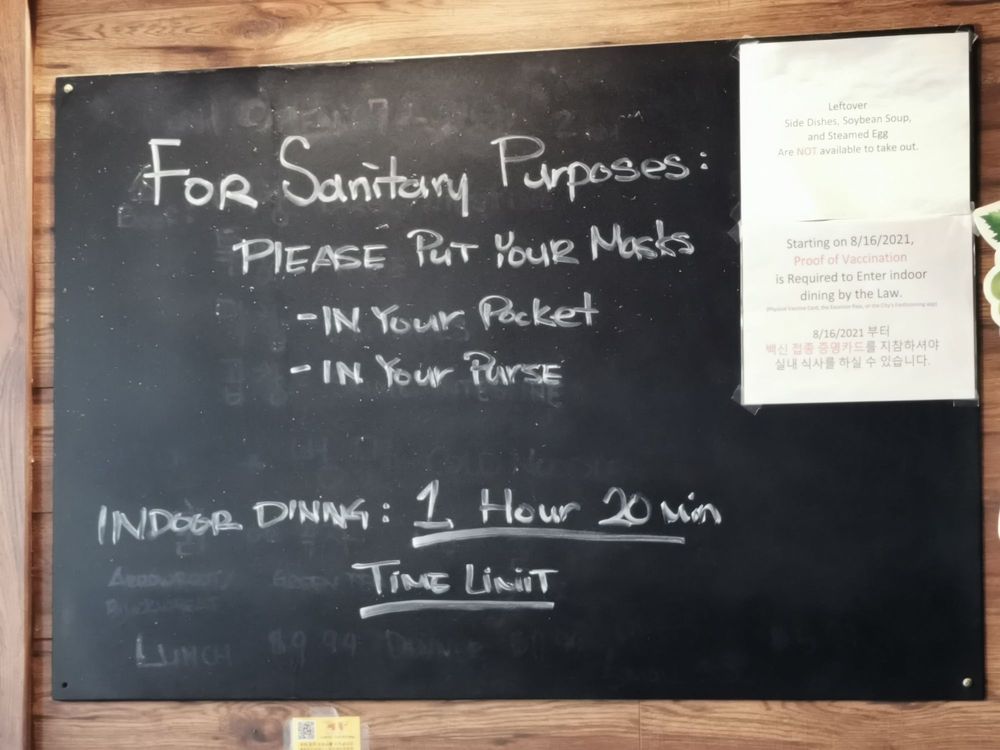 For Sanitary Purposes:
PLEASE PUT YOUR Masks
- IN Your Pocket
- IN Your PURSE
INDOOR DINING: 1 Hour 20 min
TIME LIMIT
LUNCH $9.99 DINNER
Leftover
Side Dishes, Soybean Soup,
and Steamed Egg
Are NOT available to take out.
Starting on 8/16/2021,
Proof of Vaccination
is Required to Enter indoor
dining by the Law.
8/16/2021 부터
백신 접종 증명카드를 지참하셔야
실내 식사를 하실 수 있습니다.